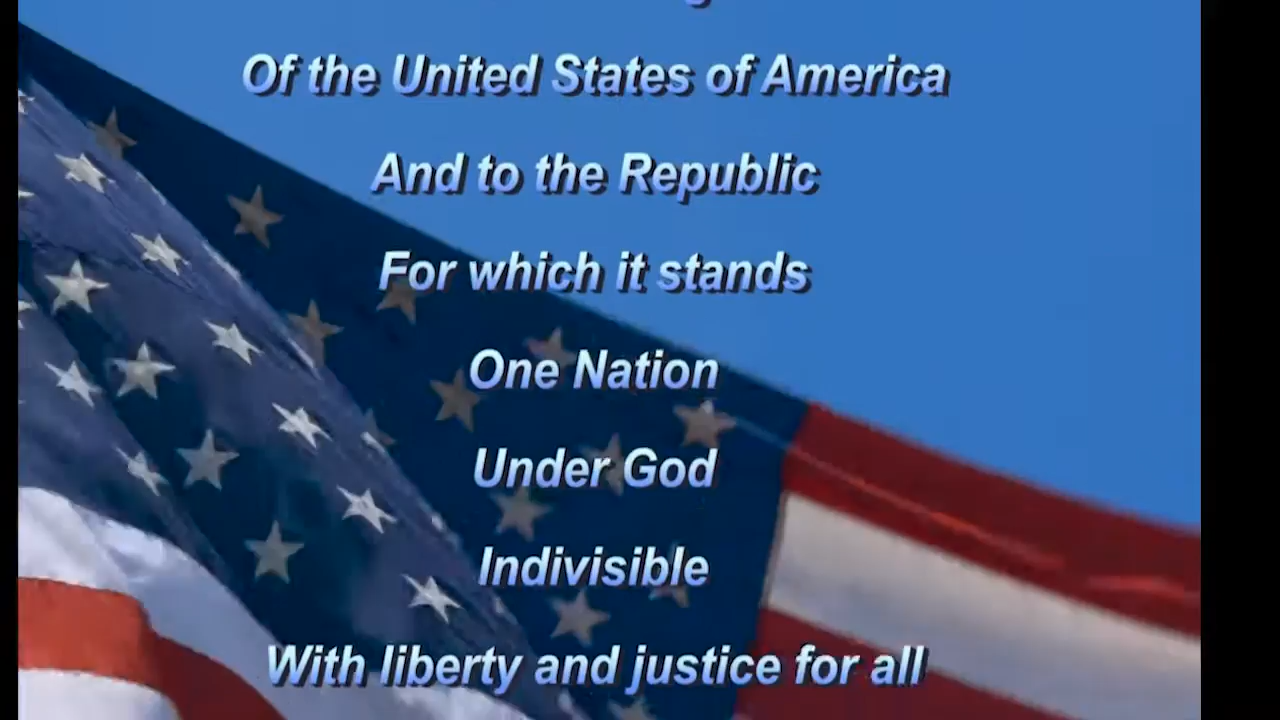 Of the United States of America
And to the Republic
For which it stands
One Nation
Under God
Indivisible
With liberty and justice for all